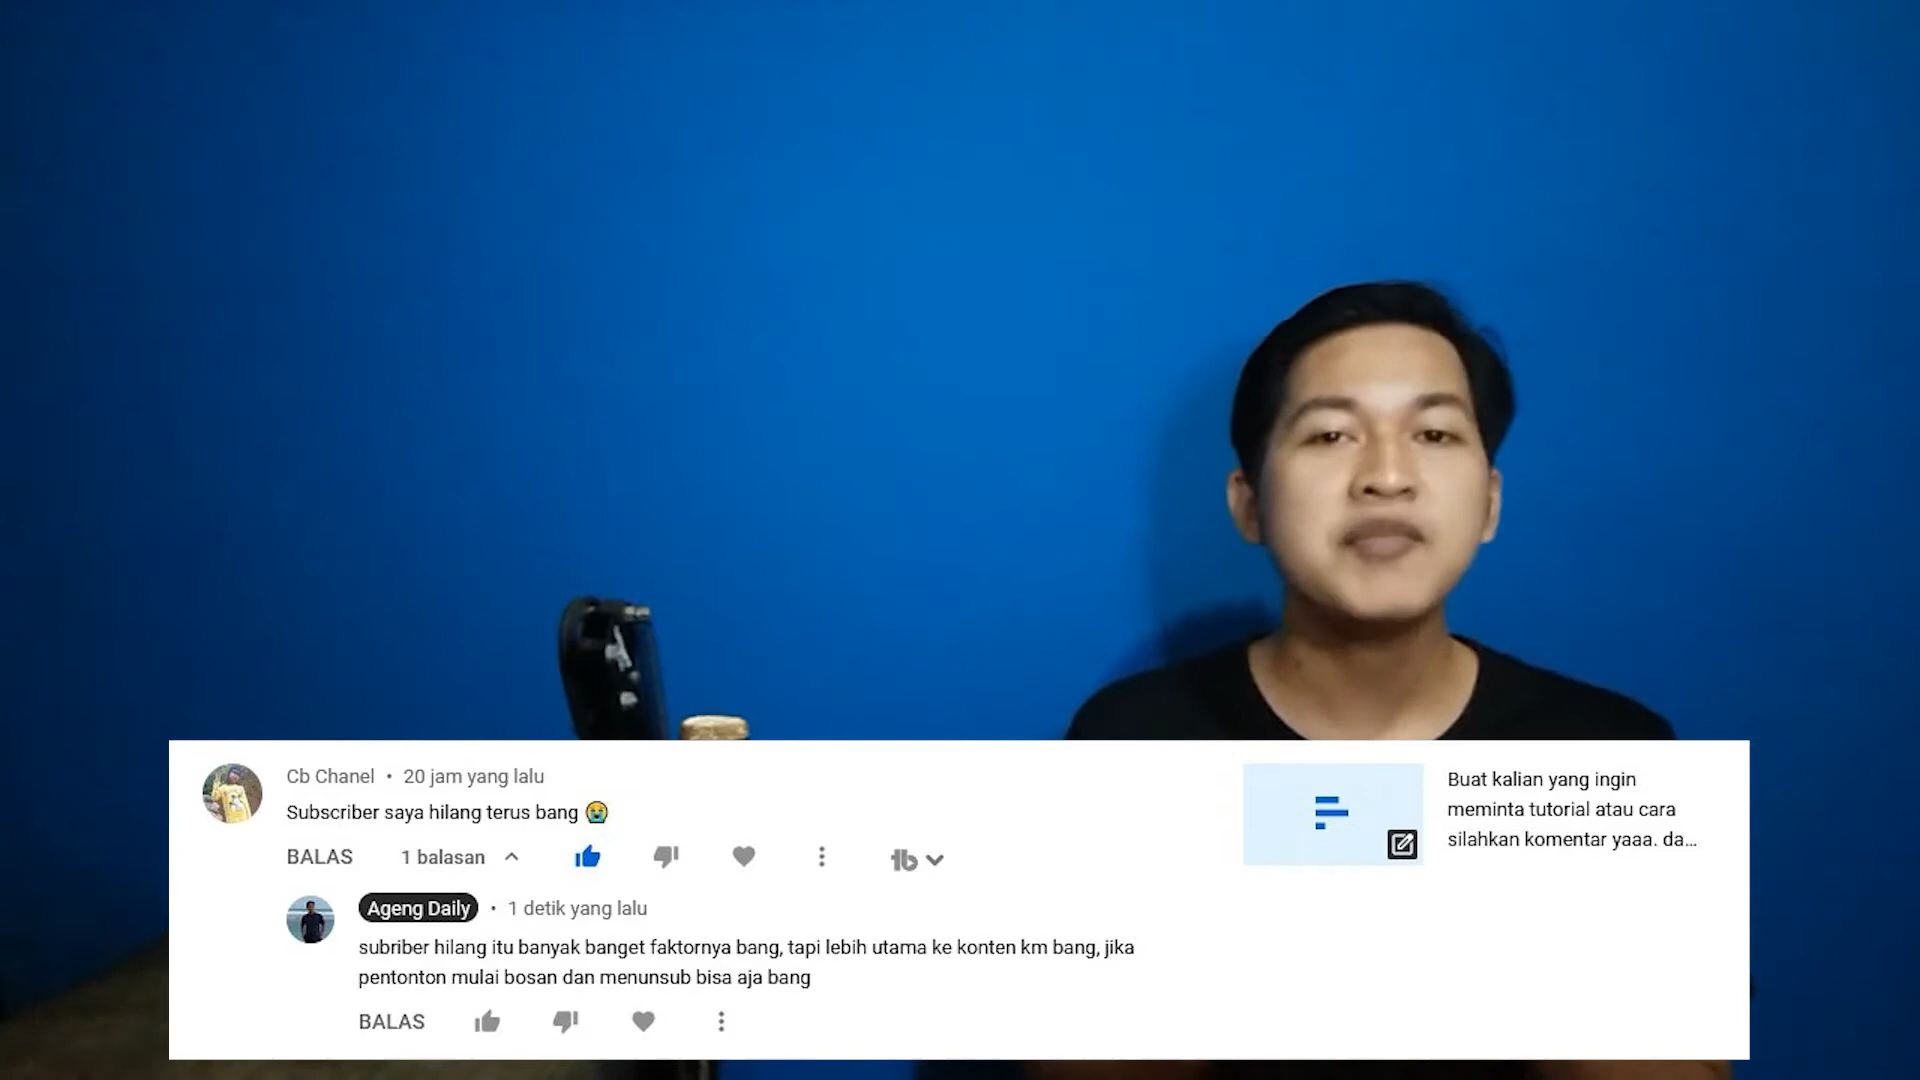 Cb Chanel • 20 jam yang lalu
Subscriber saya hilang terus bang 😭
BALAS 1 balasan
Ageng Daily • 1 detik yang lalu
subriber hilang itu banyak banget faktornya bang, tapi lebih utama ke konten km bang, jika
pentonton mulai bosan dan menunsub bisa aja bang
BALAS
Buat kalian yang ingin
meminta tutorial atau cara
silahkan komentar yaaa. da...